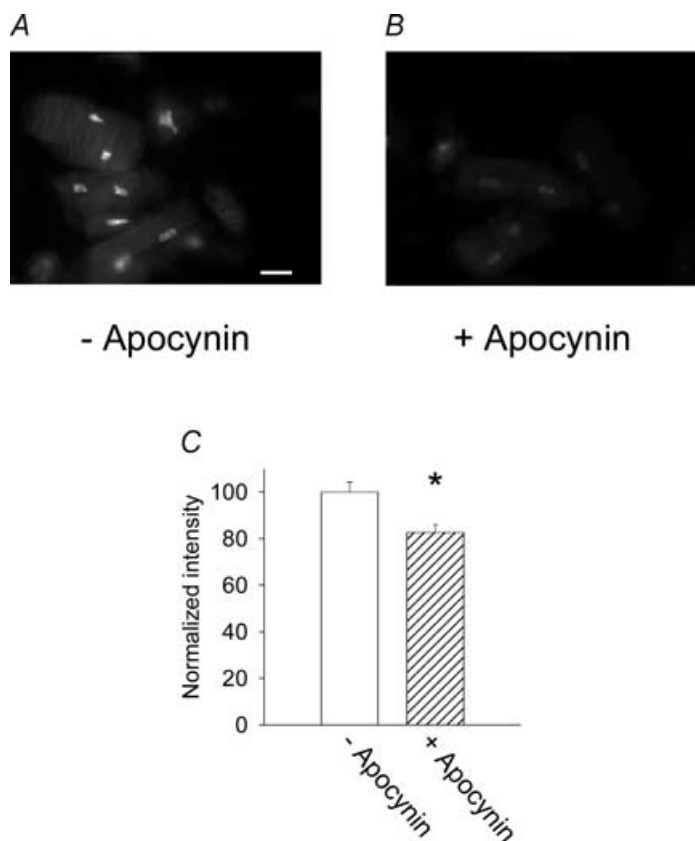 A
B
- Apocynin
+ Apocynin
C
*
Normalized intensity
100
80
60
40
20
0
- Apocynin
+ Apocynin